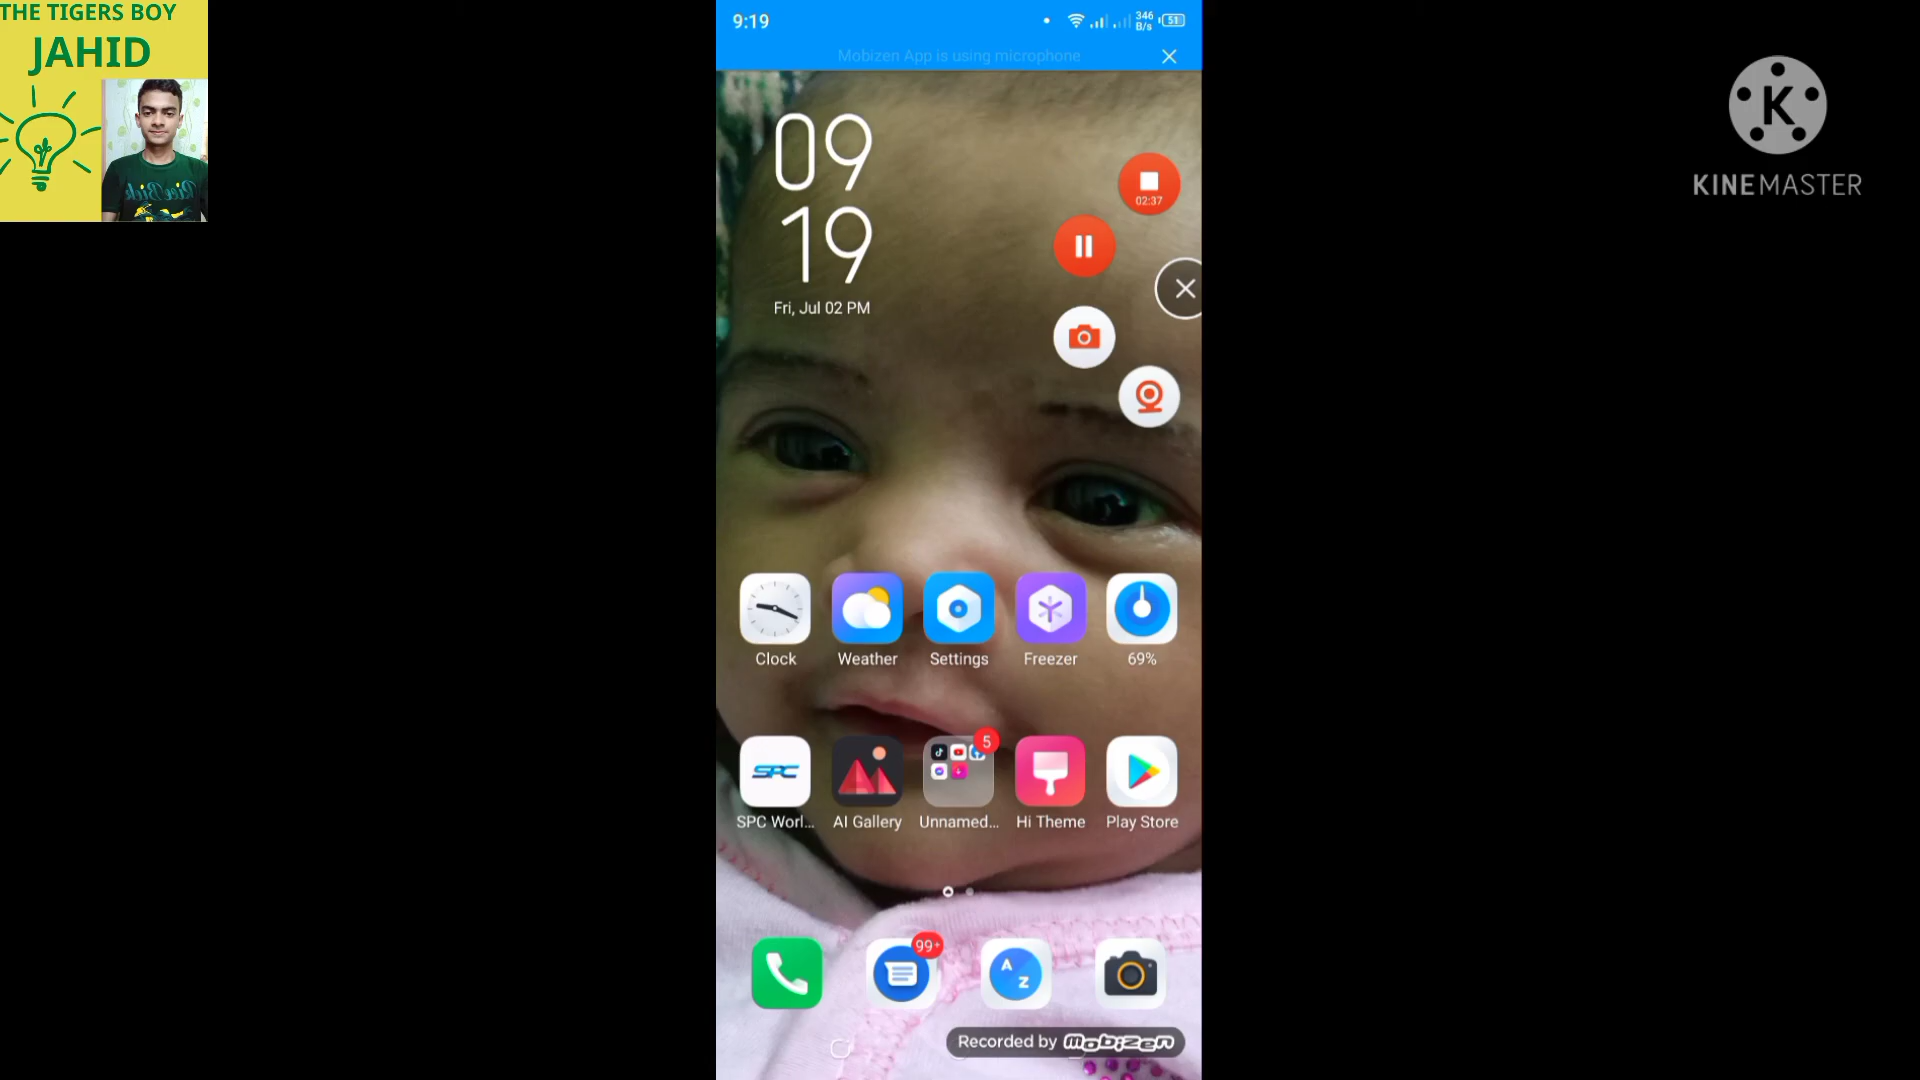 THE TIGERS BOY
JAHID
9:19
346
B/s
51
Mobizen App is using microphone
09
19
Fri, Jul 02 PM
02:37
K
KINEMASTER
Clock
Weather
Settings
Freezer
69%
5
SPC
SPC Worl...
AI Gallery
Unnamed...
Hi Theme
Play Store
99+
A
Z
Recorded by mobizen